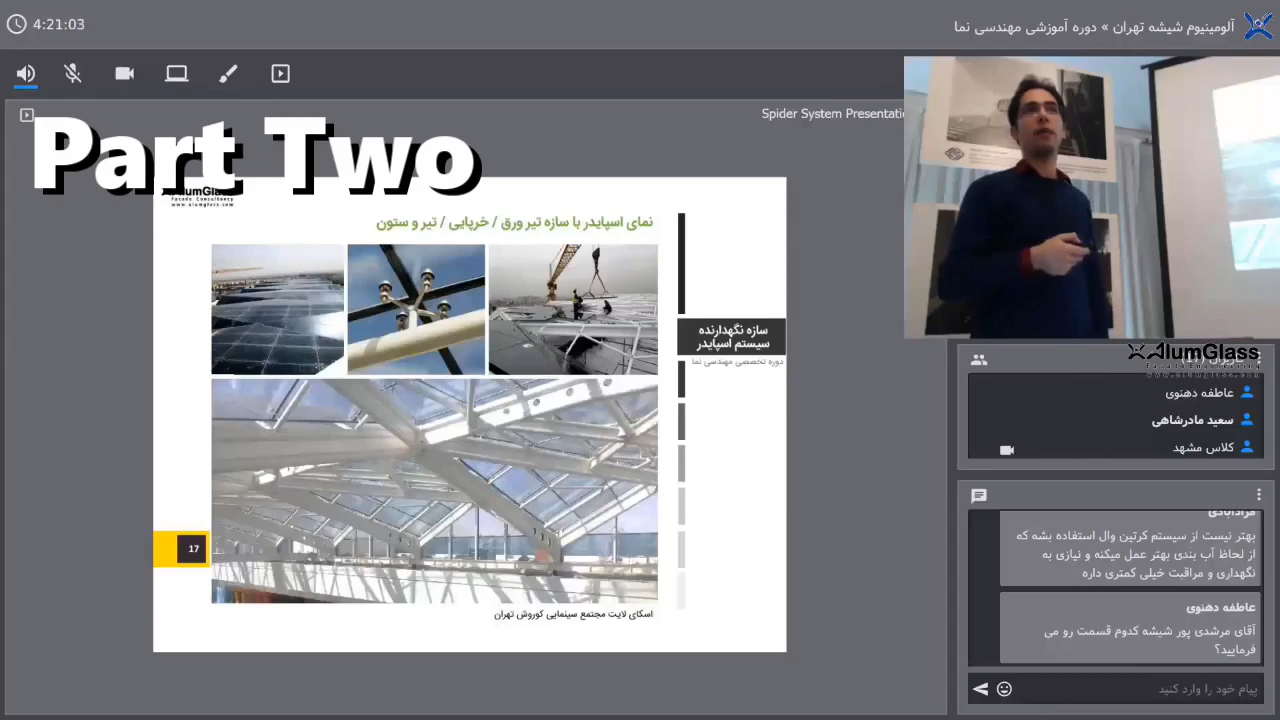 4:21:03
آلومینیوم شیشه تهران » دوره آموزشی مهندسی نما
Spider System Presentatio
Part Two
AlumGlass
Facade Consultancy
www.alumglass.com
نمای اسپایدر با سازه تیر ورق / خرپایی / تیر و ستون
سازه نگهدارنده
سیستم اسپایدر
دوره تخصصی مهندسی نما
17
اسکای لایت مجتمع سینمایی کوروش تهران
AlumGlass
Facade Engineering
عاطفه دهنوی
سعید مادرشاهی
کلاس مشهد
مرادآبادی
بهتر نیست از سیستم کرتین وال استفاده بشه که
از لحاظ آب بندی بهتر عمل میکنه و نیازی به
نگهداری و مراقبت خیلی کمتری داره
عاطفه دهنوی
آقای مرشدی پور شیشه کدوم قسمت رو می
فرمایید؟
پیام خود را وارد کنید